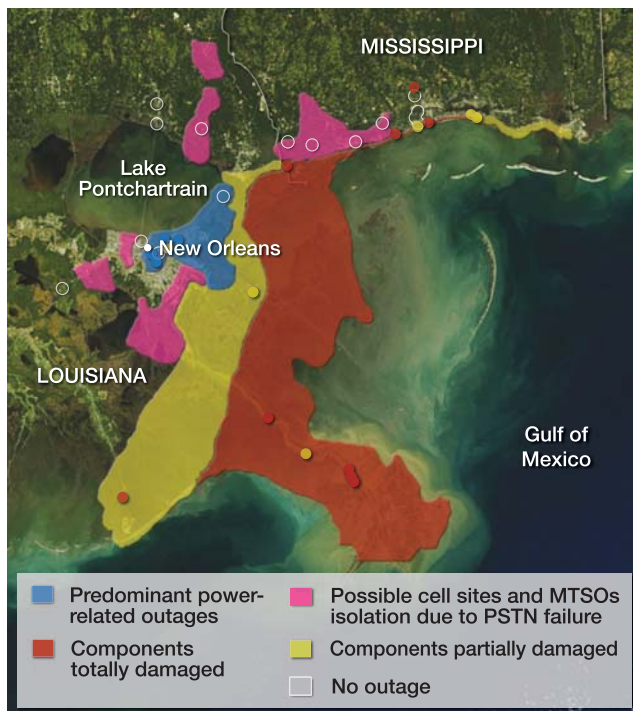 MISSISSIPPI
Lake
Pontchartrain
New Orleans
LOUISIANA
Gulf of
Mexico
Predominant power-
related outages
Possible cell sites and MTSOs
isolation due to PSTN failure
Components
totally damaged
Components partially damaged
No outage